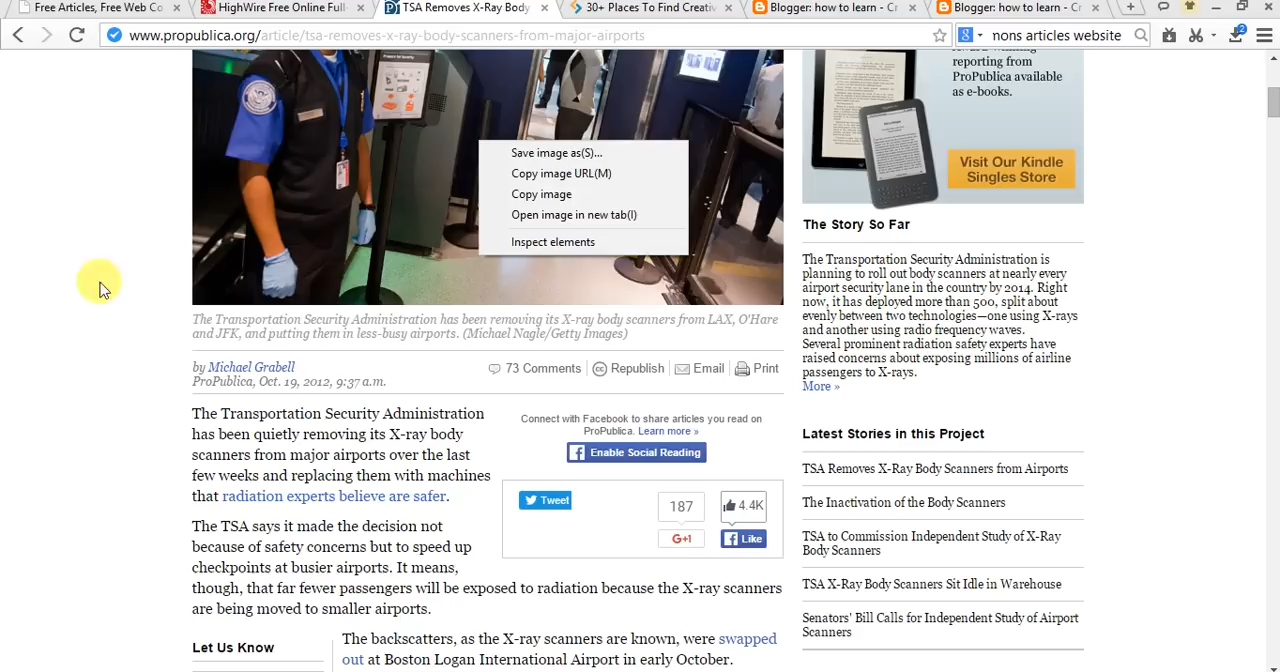 Free Articles, Free Web Co
HighWire Free Online Full-
TSA Removes X-Ray Body
30+ Places To Find Creativ
Blogger: how to learn - Cr
Blogger: how to learn - Cr
www.propublica.org/article/tsa-removes-x-ray-body-scanners-from-major-airports
nons articles website
2
Save image as(S)...
Copy image URL(M)
Copy image
Open image in new tab(I)
Inspect elements
reporting from
ProPublica available
as e-books.
Visit Our Kindle
Singles Store
The Transportation Security Administration has been removing its X-ray body scanners from LAX, O'Hare
and JFK, and putting them in less-busy airports. (Michael Nagle/Getty Images)
by Michael Grabell
ProPublica, Oct. 19, 2012, 9:37 a.m.
73 Comments
Republish
Email
Print
The Transportation Security Administration
has been quietly removing its X-ray body
scanners from major airports over the last
few weeks and replacing them with machines
that radiation experts believe are safer.
Connect with Facebook to share articles you read on
ProPublica. Learn more »
Enable Social Reading
Tweet
187
G+1
4.4K
Like
The TSA says it made the decision not
because of safety concerns but to speed up
checkpoints at busier airports. It means,
though, that far fewer passengers will be exposed to radiation because the X-ray scanners
are being moved to smaller airports.
Let Us Know
The backscatters, as the X-ray scanners are known, were swapped
out at Boston Logan International Airport in early October.
The Story So Far
The Transportation Security Administration is
planning to roll out body scanners at nearly every
airport security lane in the country by 2014. Right
now, it has deployed more than 500, split about
evenly between two technologies—one using X-rays
and another using radio frequency waves.
Several prominent radiation safety experts have
raised concerns about exposing millions of airline
passengers to X-rays.
More »
Latest Stories in this Project
TSA Removes X-Ray Body Scanners from Airports
The Inactivation of the Body Scanners
TSA to Commission Independent Study of X-Ray
Body Scanners
TSA X-Ray Body Scanners Sit Idle in Warehouse
Senators' Bill Calls for Independent Study of Airport
Scanners